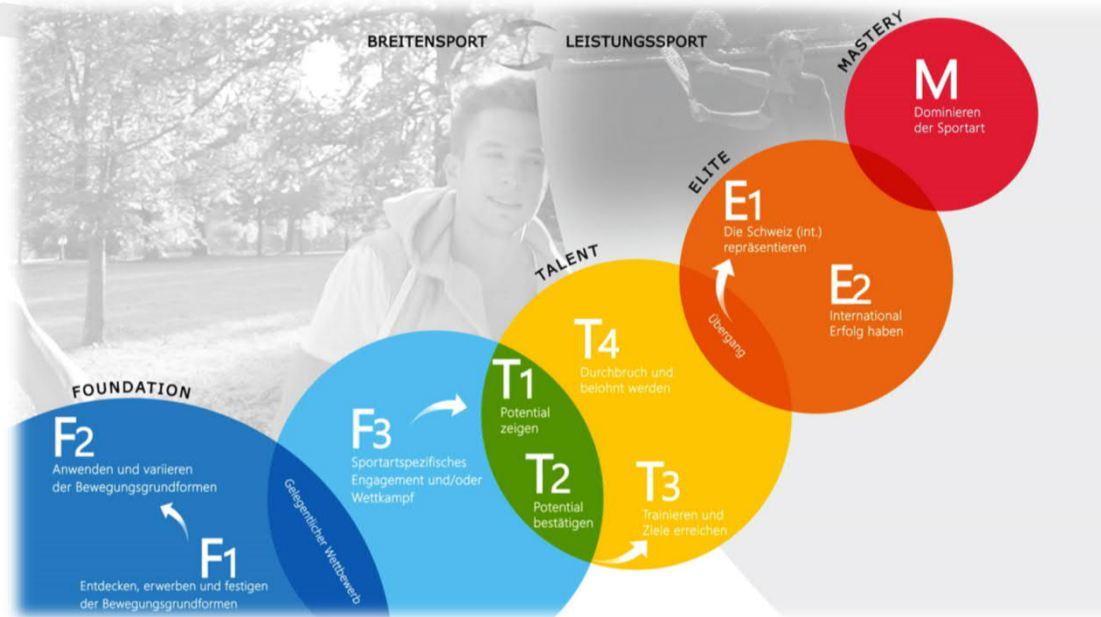 BREITENSPORT
LEISTUNGSSPORT
MASTERY
M
Dominieren
der Sportart
ELITE
E1
Die Schweiz (int.)
repräsentieren
E2
International
Erfolg haben
Übergang
TALENT
T4
Durchbruch und
belohnt werden
T1
Potential
zeigen
T2
Potential
bestätigen
T3
Trainieren und
Ziele erreichen
F3
Sportartspezifisches
Engagement und/oder
Wettkampf
FOUNDATION
F2
Anwenden und variieren
der Bewegungsgrundformen
Gelegentlicher Wettbewerb
F1
Entdecken, erwerben und festigen
der Bewegungsgrundformen